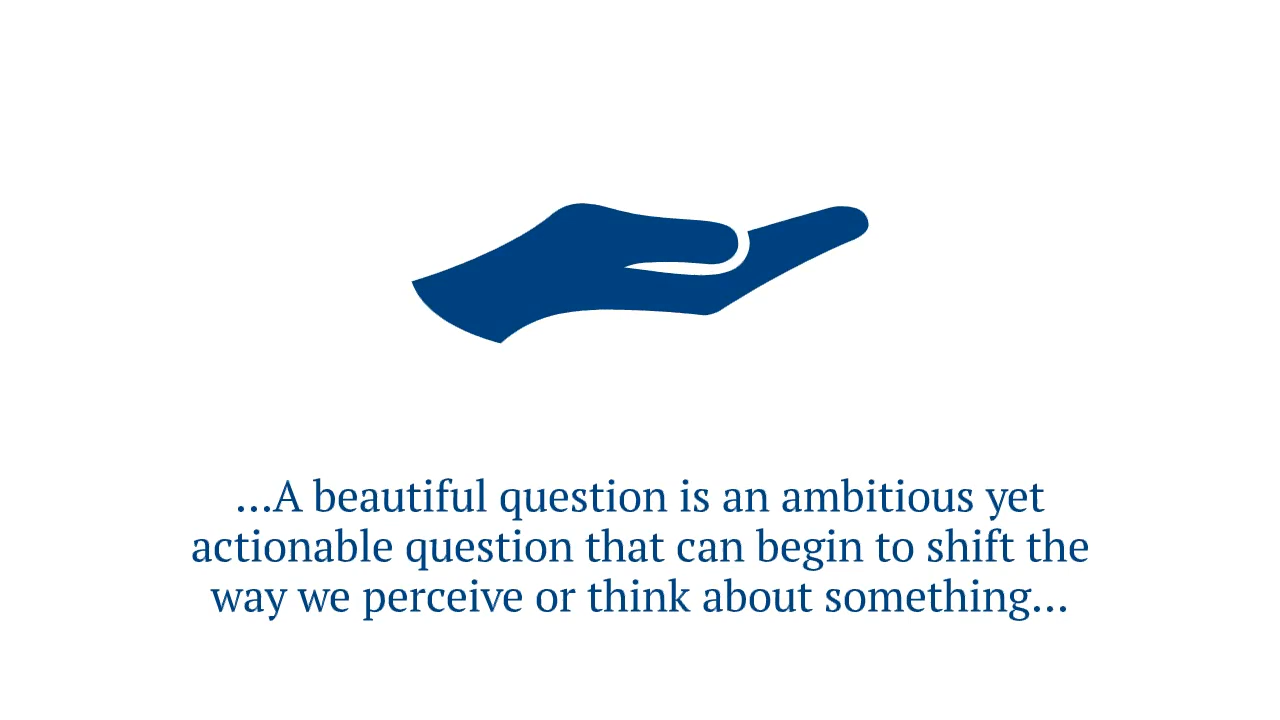 ...A beautiful question is an ambitious yet
actionable question that can begin to shift the
way we perceive or think about something...